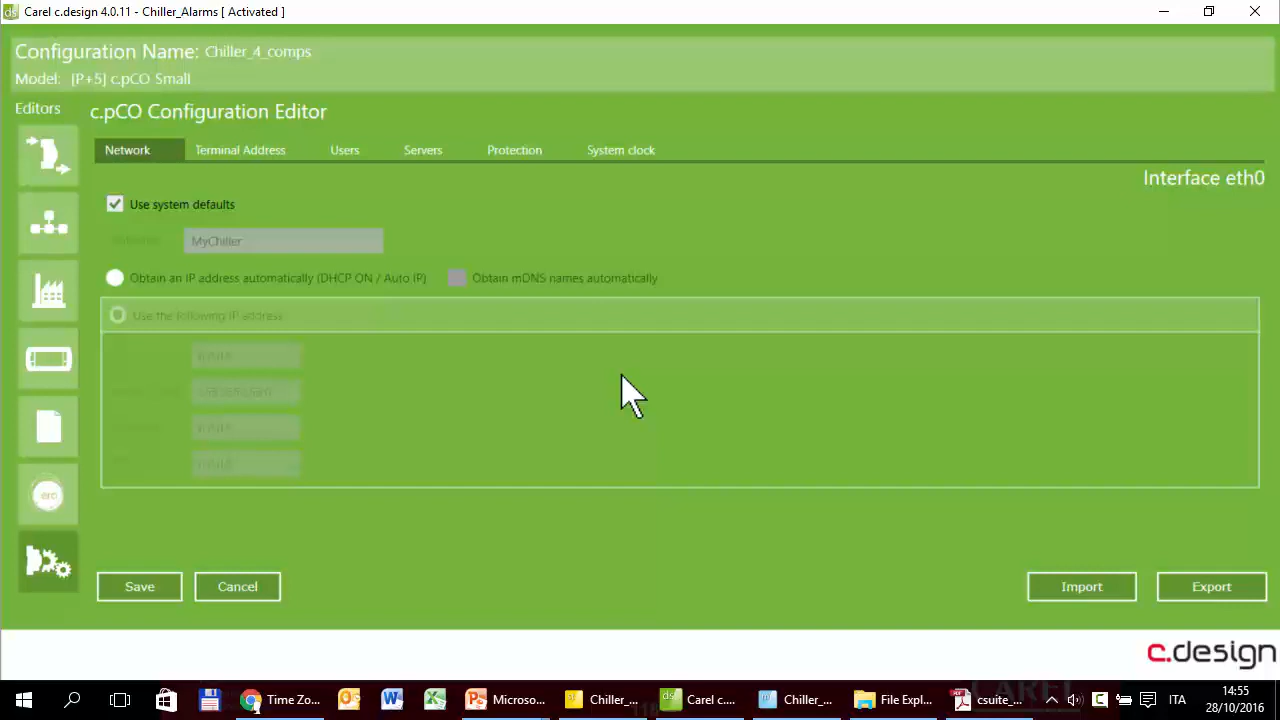 Carel c.design 4.0.11 - Chiller_Alarms [ Activated ]
Configuration Name: Chiller_4_comps
Model: [P+5] c.pCO Small
Editors
c.pCO Configuration Editor
Network Terminal Address Users Servers Protection System clock
Interface eth0
Use system defaults
MyChiller
Obtain an IP address automatically (DHCP ON / Auto IP) Obtain mDNS names automatically
Use the following IP address
ero
Save Cancel Import Export
c.design
Time Zo... Microso... Chiller_... Carel c.... Chiller_... File Expl... csuite_... ITA 14:55
28/10/2016